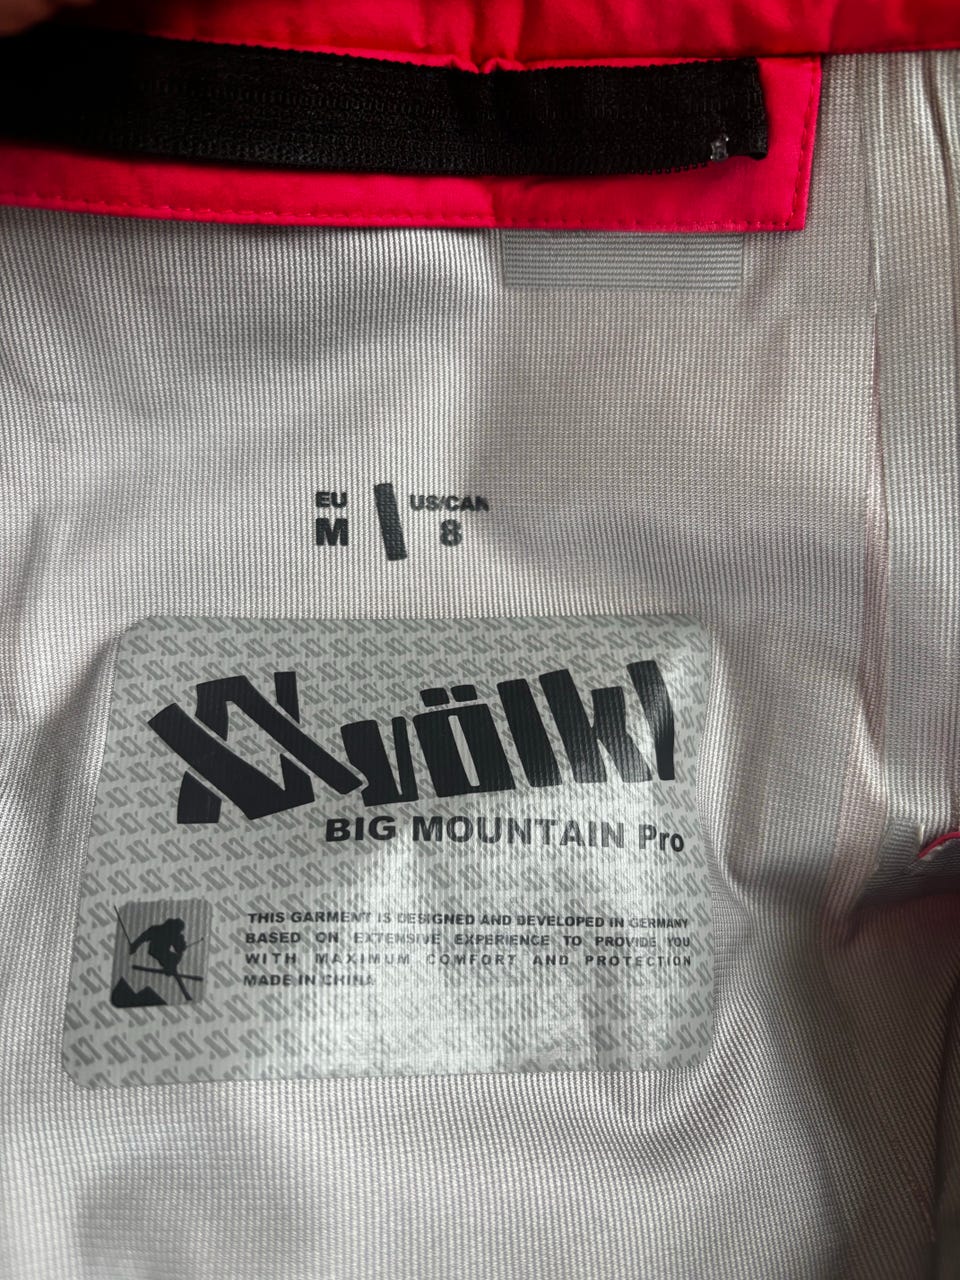 EU US/CAN
M 8
völkl
BIG MOUNTAIN Pro
THIS GARMENT IS DESIGNED AND DEVELOPED IN GERMANY
BASED ON EXTENSIVE EXPERIENCE TO PROVIDE YOU
WITH MAXIMUM COMFORT AND PROTECTION
MADE IN CHINA